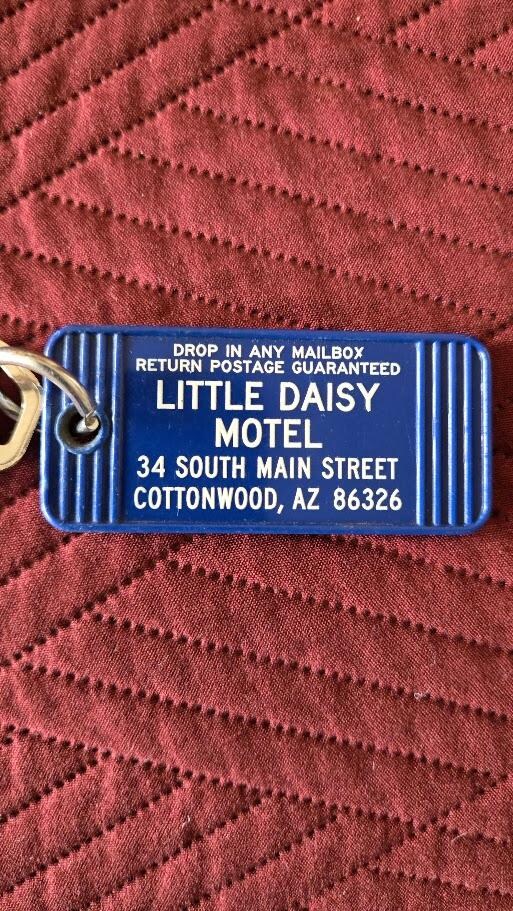 DROP IN ANY MAILBOX
RETURN POSTAGE GUARANTEED
LITTLE DAISY
MOTEL
34 SOUTH MAIN STREET
COTTONWOOD, AZ 86326